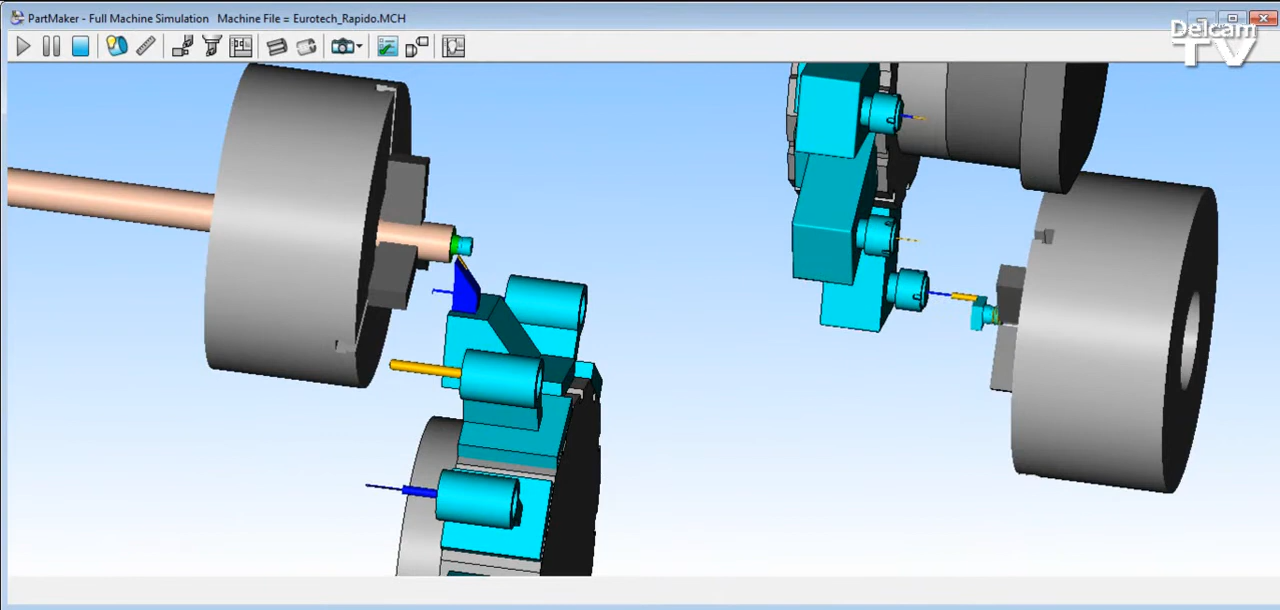 PartMaker - Full Machine Simulation   Machine File = Eurotech_Rapido.MCH
Delcam
TV